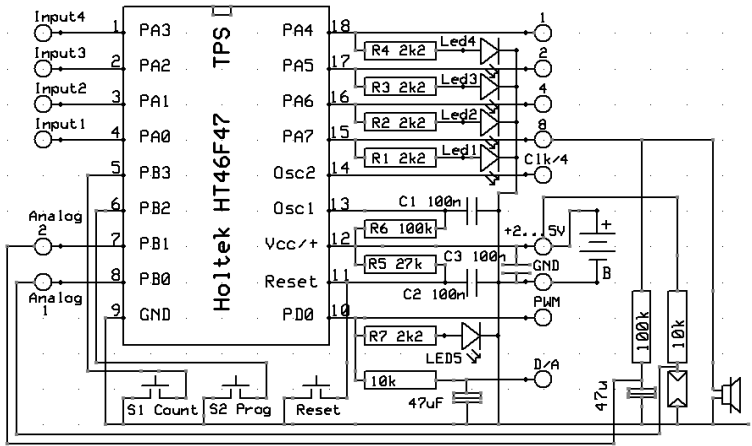 Input4
1 PA3
TPS
PA4 18
1
R4 2k2
Led4
Input3
2 PA2
PA5 17
2
R3 2k2
Led3
Input2
3 PA1
PA6 16
4
R2 2k2
Led2
Input1
4 PA0
PA7 15
8
R1 2k2
Led1
5 PB3
Holtek HT46F47
Osc2 14
Clk/4
6 PB2
Osc1 13
C1 100n
Analog
2
R6 100k
+2...5V
+
7 PB1
Vcc/+ 12
C3 100n
R5 27k
GND
8 PB0
Reset 11
C2 100n
B
Analog
1
PWM
9 GND
PD0 10
100k
10k
R7 2k2
LED5
D/A
10k
47uF
47u
S1 Count
S2 Prog
Reset